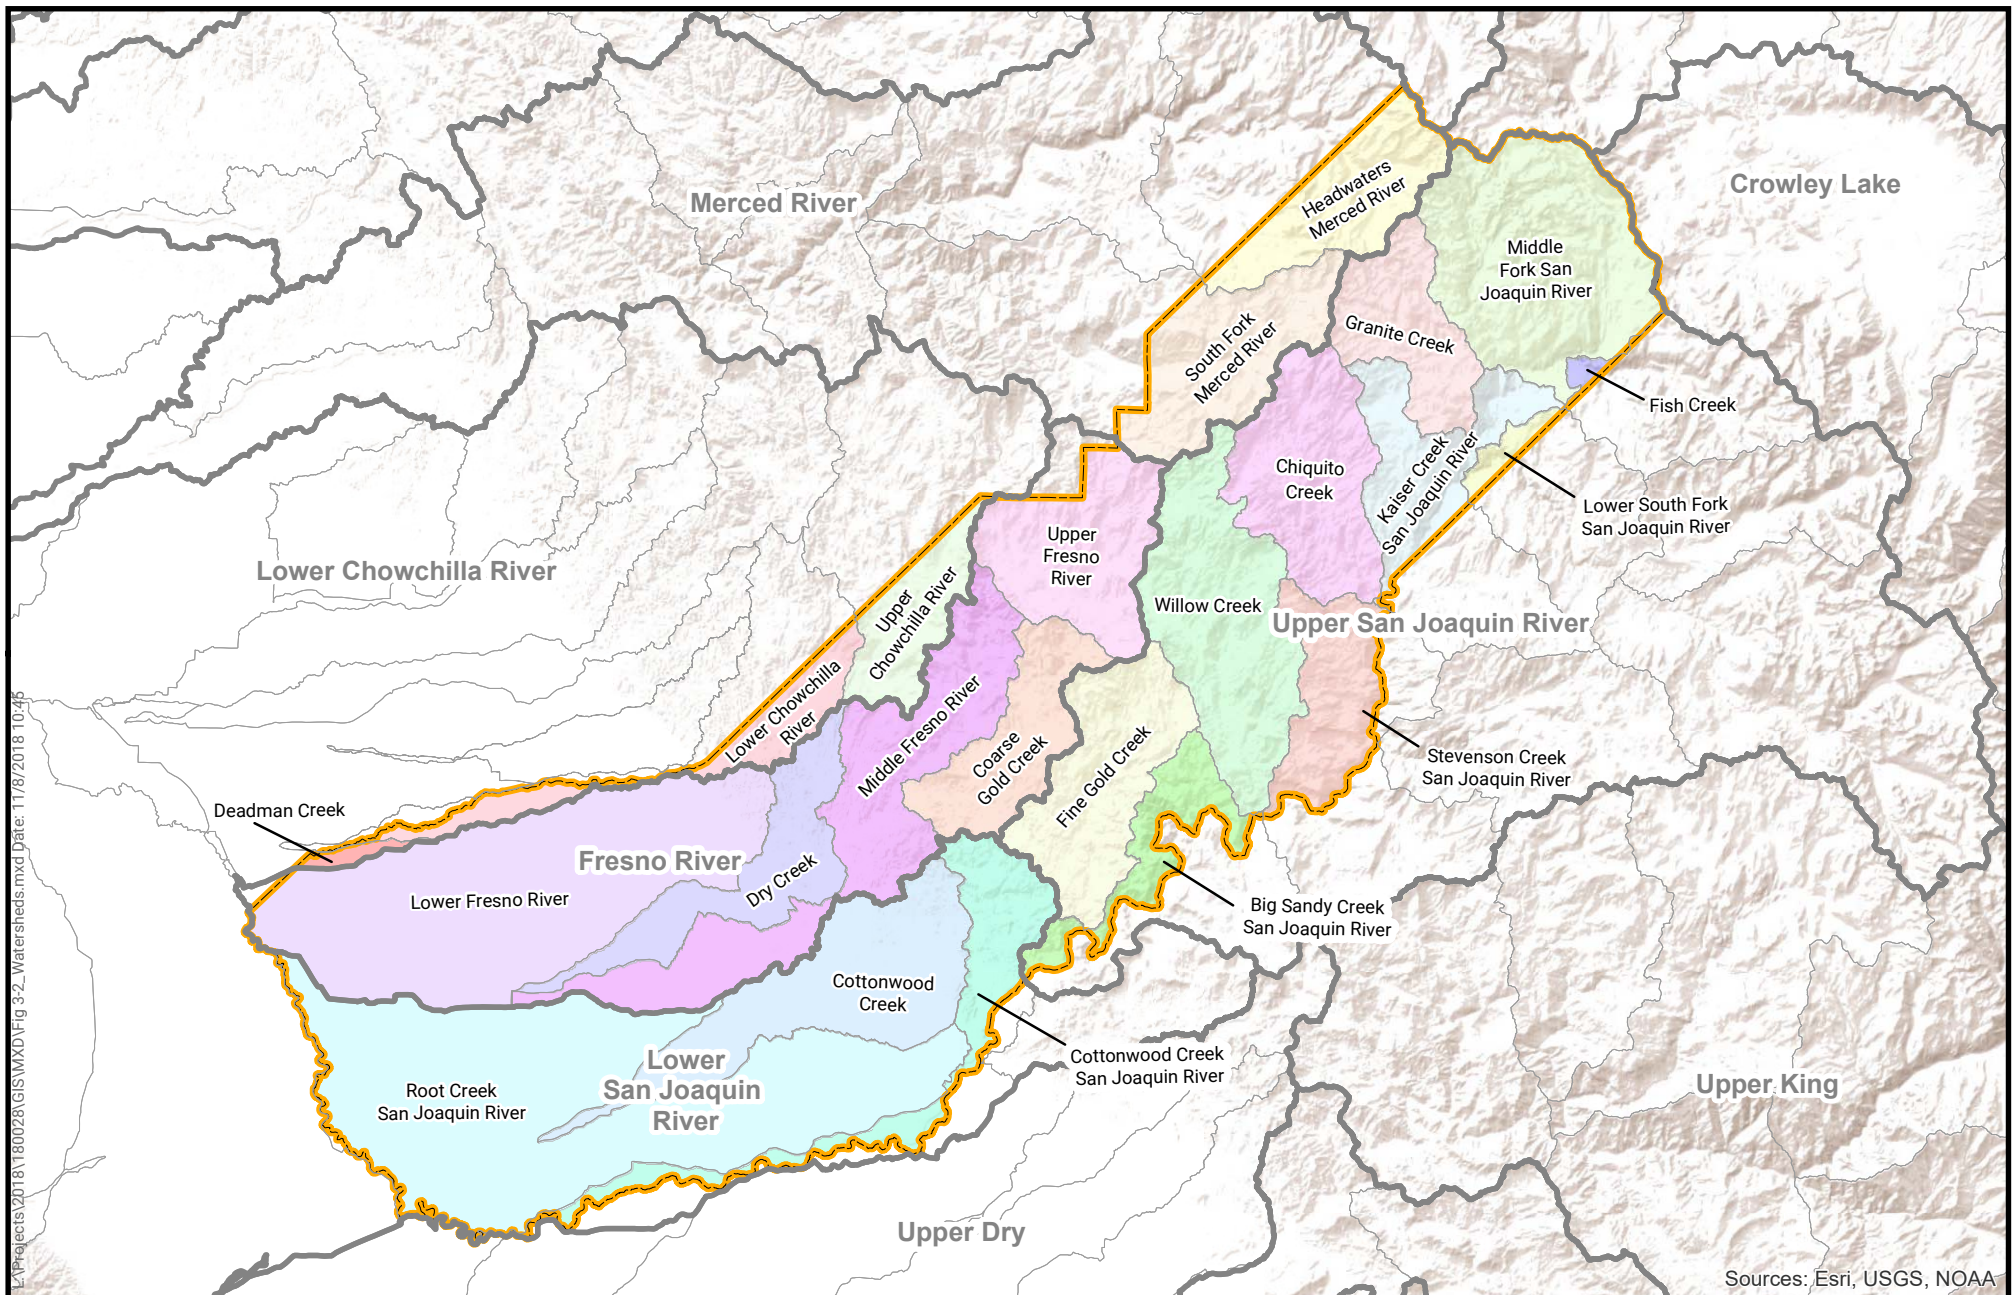 Headwaters
Merced River
Crowley Lake
Merced River
Middle
Fork San
Joaquin River
South Fork
Merced River
Granite Creek
Fish Creek
Chiquito
Creek
Kaiser Creek
San Joaquin River
Lower South Fork
San Joaquin River
Upper
Fresno
River
Lower Chowchilla River
Upper
Chowchilla River
Willow Creek
Upper San Joaquin River
Lower Chowchilla
River
Middle Fresno River
Coarse
Gold Creek
Fine Gold Creek
Stevenson Creek
San Joaquin River
Deadman Creek
Fresno River
Dry Creek
Lower Fresno River
Big Sandy Creek
San Joaquin River
Cottonwood
Creek
Cottonwood Creek
San Joaquin River
Lower
San Joaquin
River
Root Creek
San Joaquin River
Upper King
Upper Dry
Sources: Esri, USGS, NOAA
L:\Projects\2018\180028\GIS\MXD\Fig 3-2_Watersheds.mxd Date: 11/8/2018 10:45